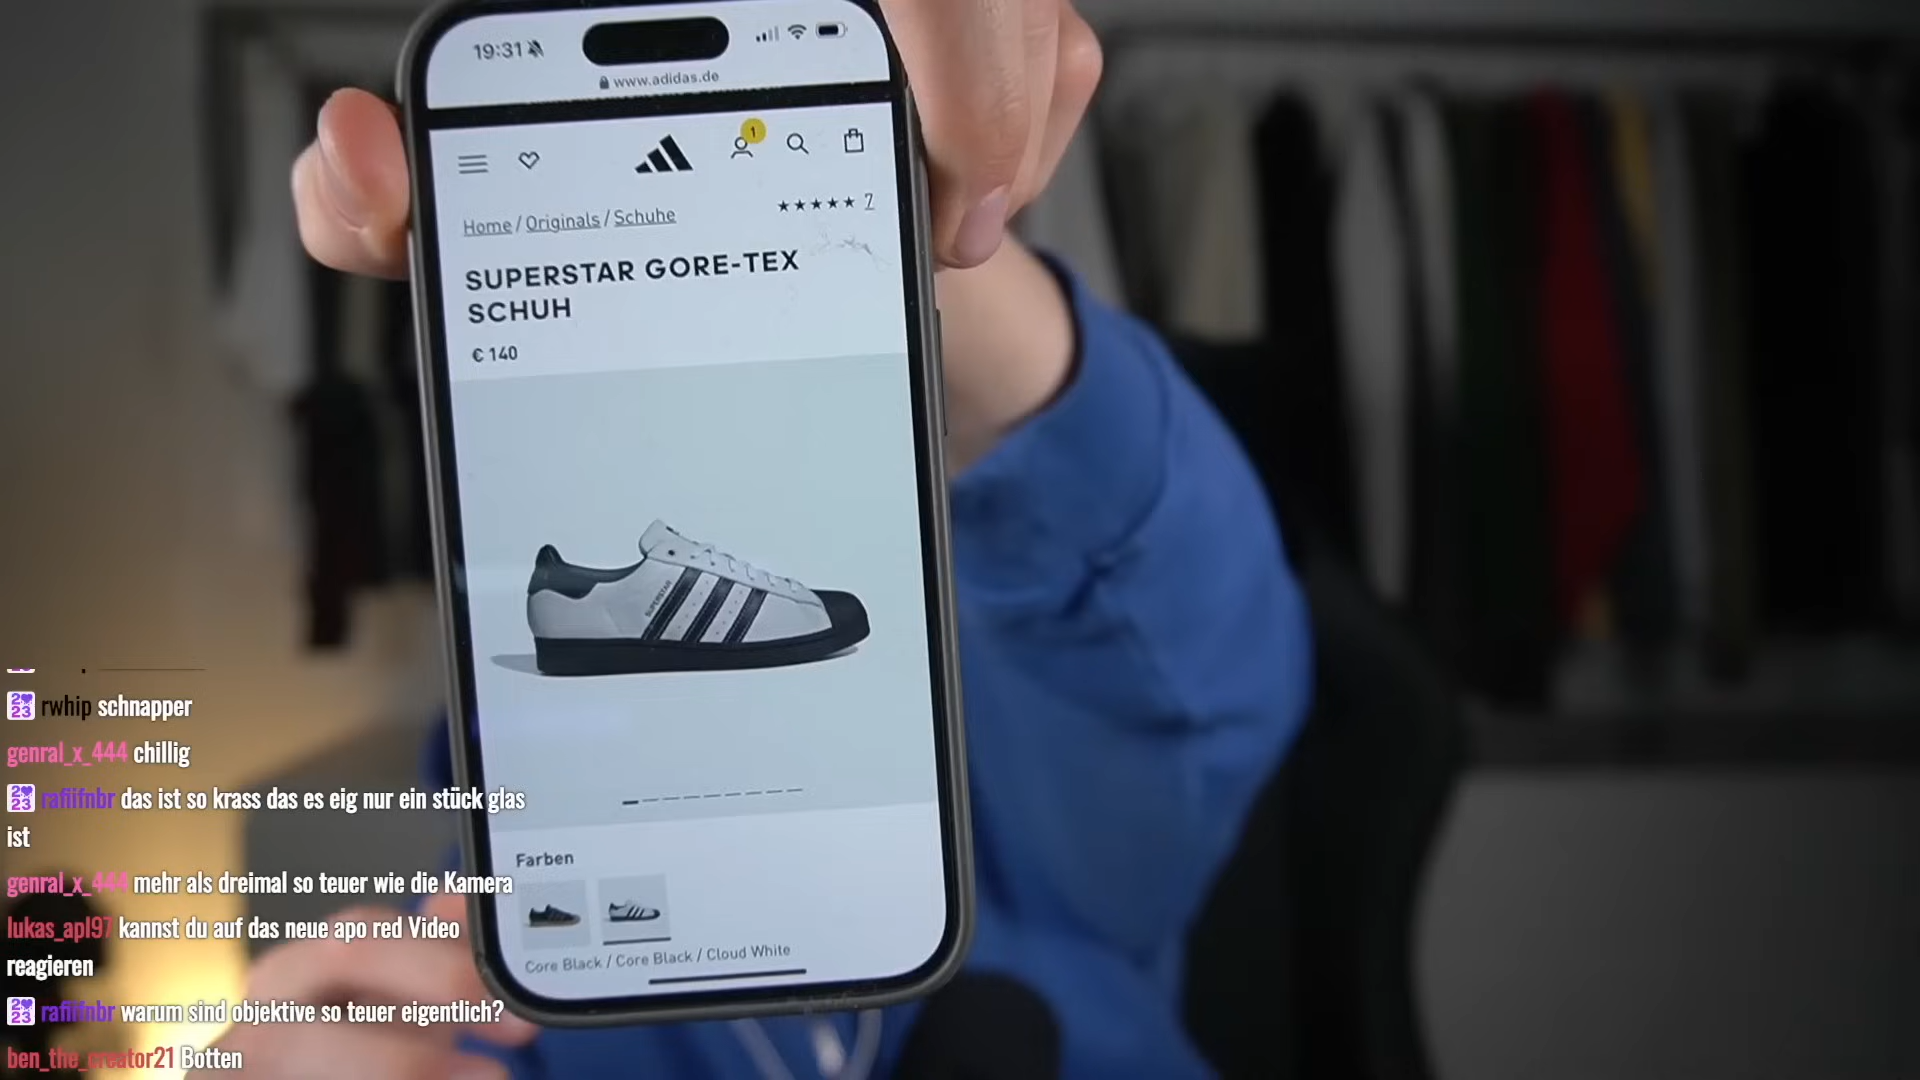 19:31
www.adidas.de
1
★★★★★ 7
Home / Originals / Schuhe
SUPERSTAR GORE-TEX
SCHUH
€ 140
SUPERSTAR
Farben
Core Black / Core Black / Cloud White
rwhip schnapper
genral_x_444 chillig
rafiifnbr das ist so krass das es eig nur ein stück glas
ist
genral_x_444 mehr als dreimal so teuer wie die Kamera
lukas_apl97 kannst du auf das neue apo red Video
reagieren
rafiifnbr warum sind objektive so teuer eigentlich?
ben_the_creator21 Botten